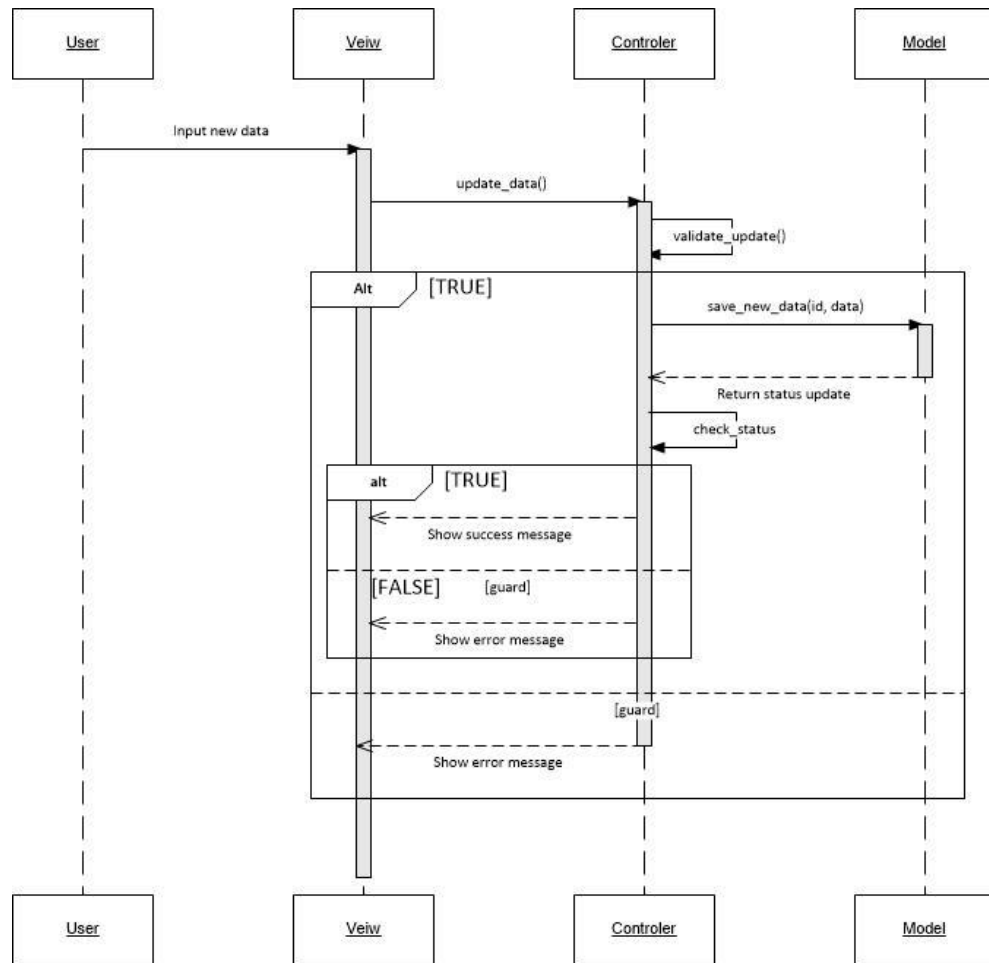 User
Veiw
Controler
Model
Input new data
update_data()
validate_update()
Alt
[TRUE]
save_new_data(id, data)
Return status update
check_status
alt
[TRUE]
Show success message
[FALSE]
[guard]
Show error message
[guard]
Show error message
User
Veiw
Controler
Model